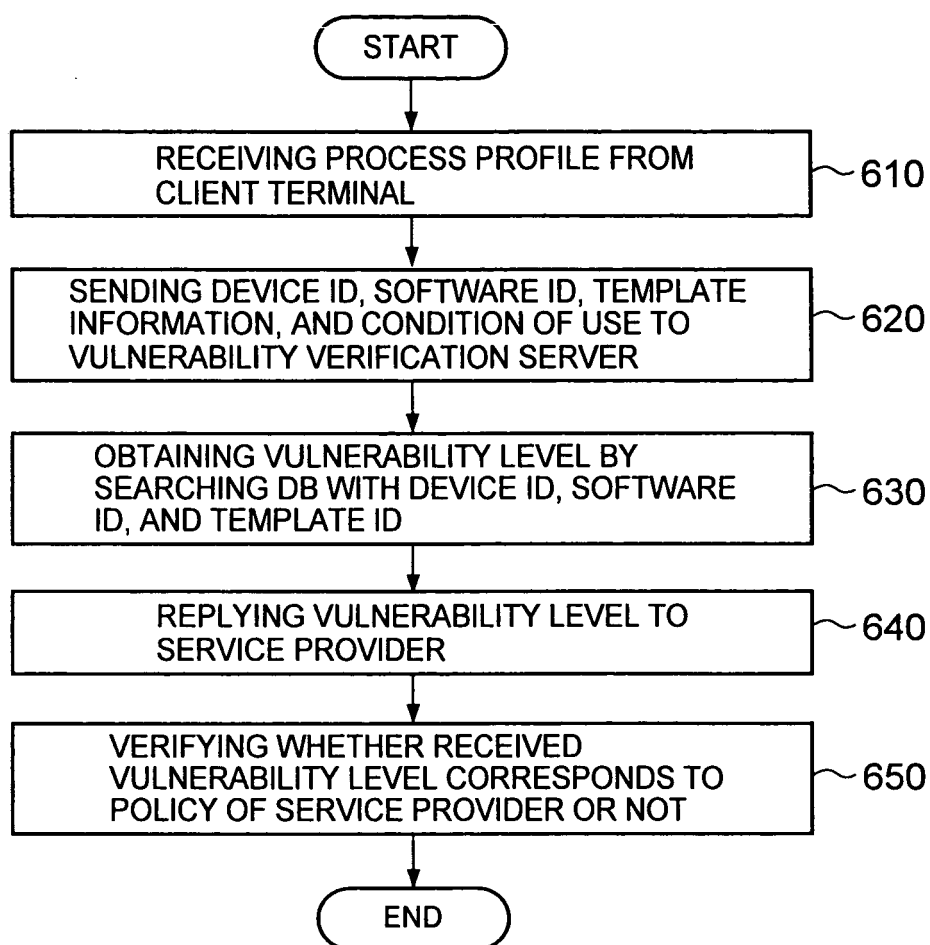 START
RECEIVING PROCESS PROFILE FROM
CLIENT TERMINAL
610
SENDING DEVICE ID, SOFTWARE ID, TEMPLATE
INFORMATION, AND CONDITION OF USE TO
VULNERABILITY VERIFICATION SERVER
620
OBTAINING VULNERABILITY LEVEL BY
SEARCHING DB WITH DEVICE ID, SOFTWARE
ID, AND TEMPLATE ID
630
REPLYING VULNERABILITY LEVEL TO
SERVICE PROVIDER
640
VERIFYING WHETHER RECEIVED
VULNERABILITY LEVEL CORRESPONDS TO
POLICY OF SERVICE PROVIDER OR NOT
650
END